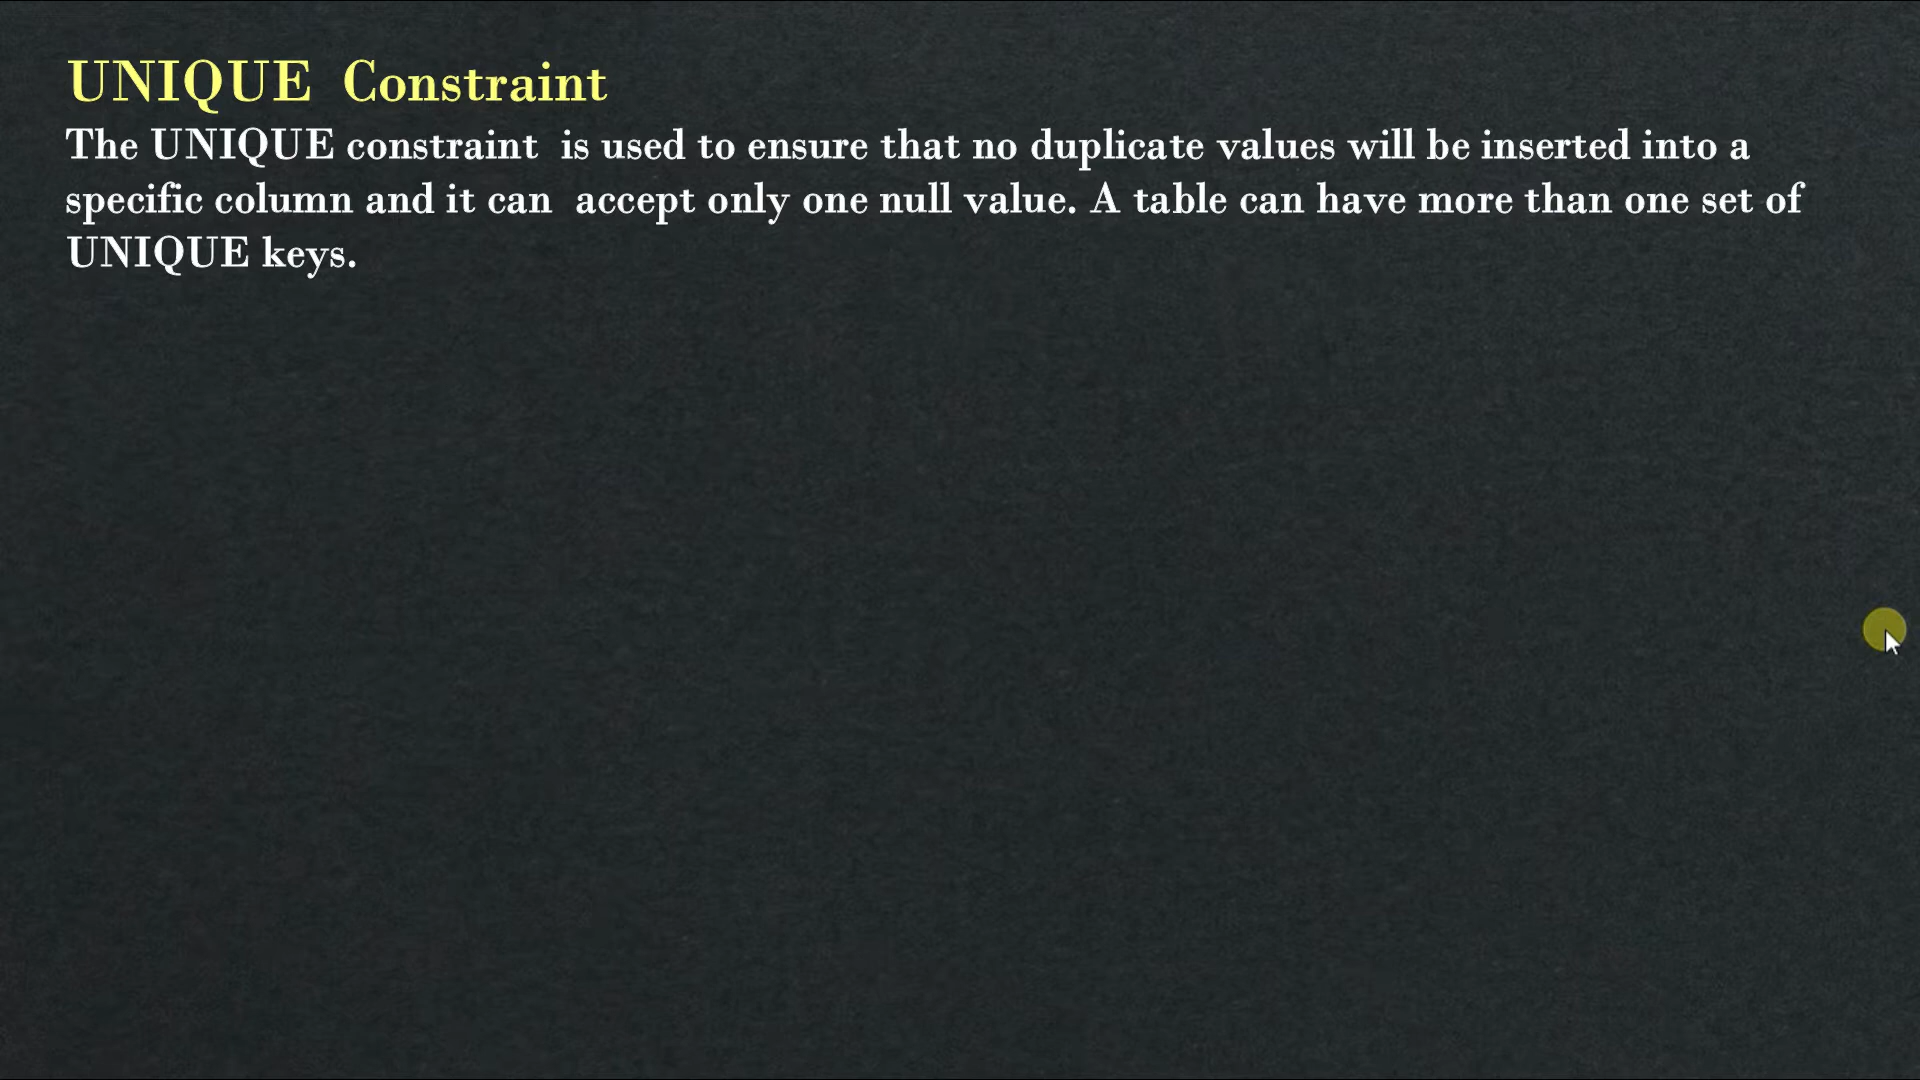 UNIQUE Constraint
The UNIQUE constraint is used to ensure that no duplicate values will be inserted into a
specific column and it can accept only one null value. A table can have more than one set of
UNIQUE keys.